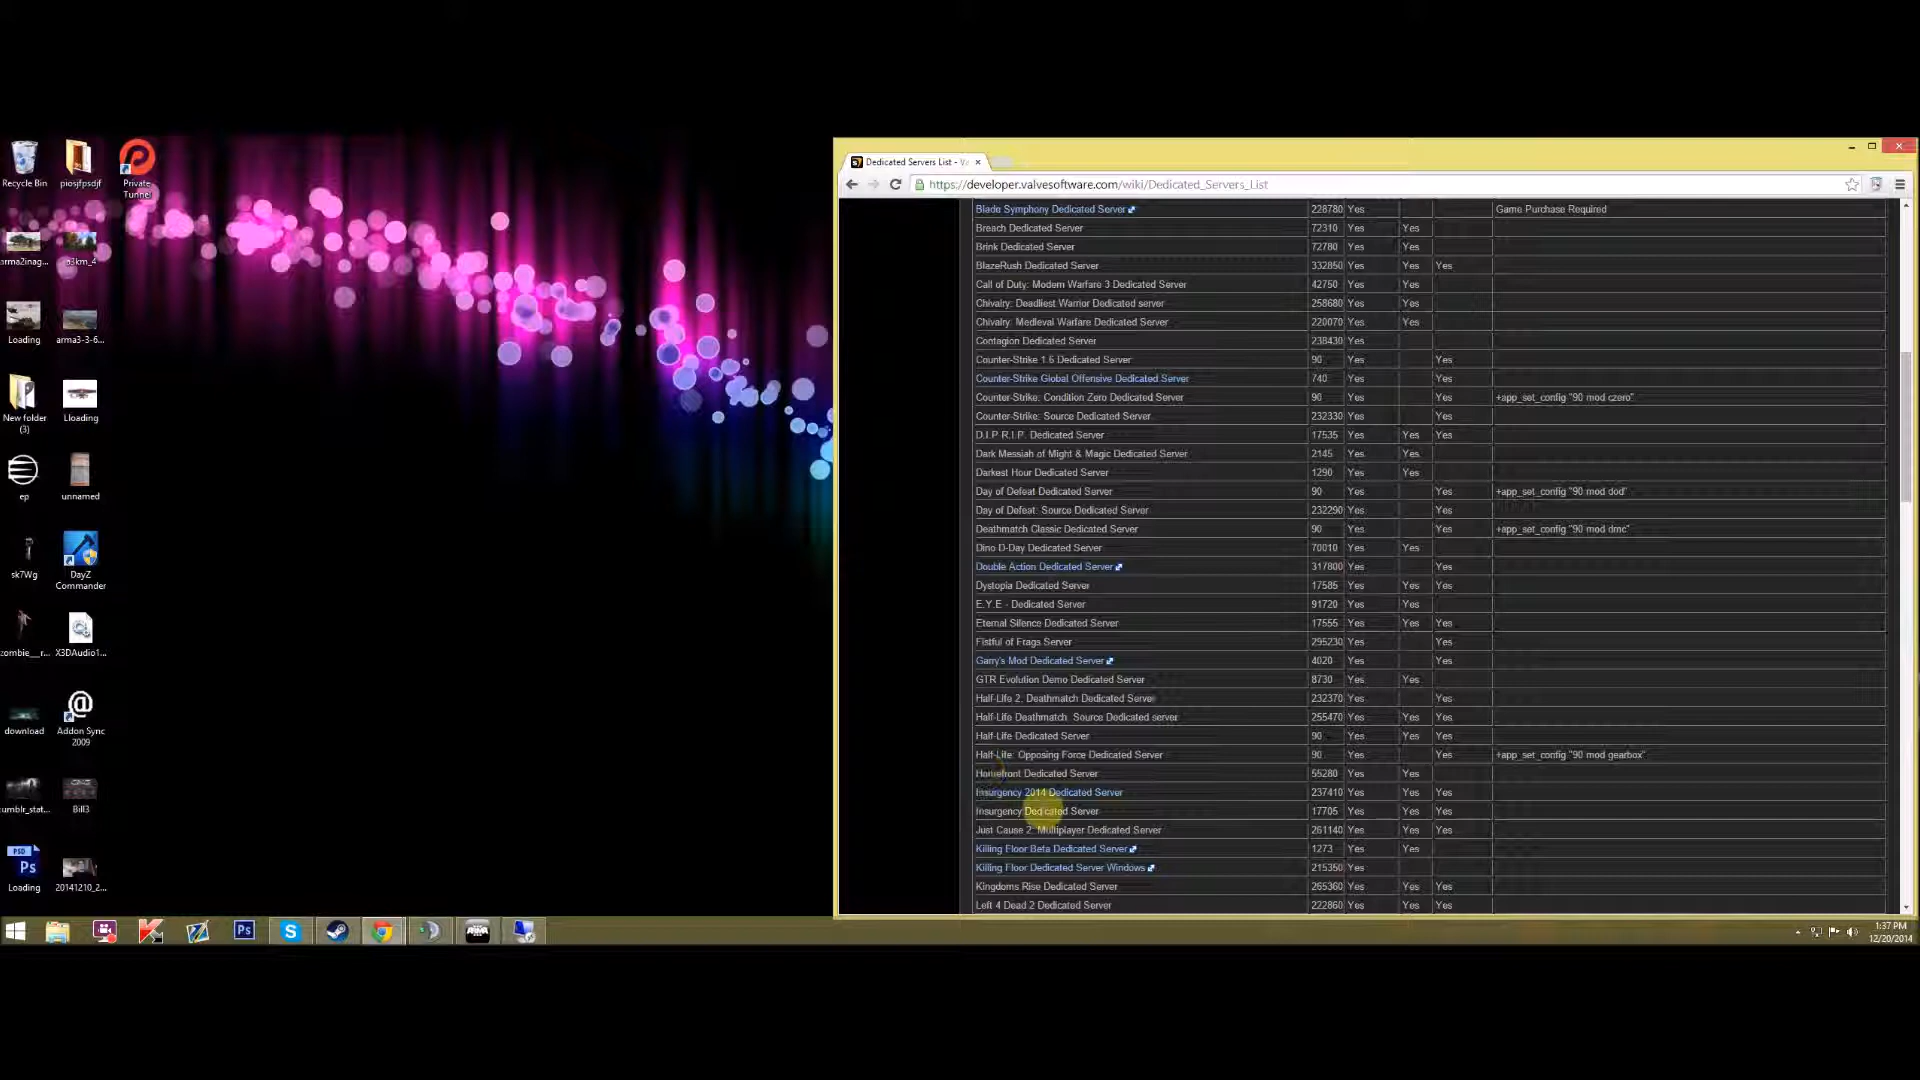 Recycle Bin
piosjfpsdjf
Private Tunnel
arma2inag...
a3km_4
Loading
arma3-3-6...
New folder (3)
Lloading
ep
unnamed
sk7Wg
DayZ Commander
zombie__r...
X3DAudio1...
@
download
Addon Sync 2009
tumblr_stat...
Bill3
PSD
Ps
Loading
20141210_2...
Dedicated Servers List - Va
https://developer.valvesoftware.com/wiki/Dedicated_Servers_List
Blade Symphony Dedicated Server 228780 Yes Game Purchase Required
Breach Dedicated Server 72310 Yes Yes
Brink Dedicated Server 72780 Yes Yes
BlazeRush Dedicated Server 332850 Yes Yes Yes
Call of Duty: Modern Warfare 3 Dedicated Server 42750 Yes Yes
Chivalry: Deadliest Warrior Dedicated server 258680 Yes Yes
Chivalry: Medieval Warfare Dedicated Server 220070 Yes Yes
Contagion Dedicated Server 238430 Yes
Counter-Strike 1.6 Dedicated Server 90 Yes Yes
Counter-Strike Global Offensive Dedicated Server 740 Yes Yes
Counter-Strike: Condition Zero Dedicated Server 90 Yes Yes +app_set_config "90 mod czero"
Counter-Strike: Source Dedicated Server 232330 Yes Yes
D.I.P.R.I.P. Dedicated Server 17535 Yes Yes Yes
Dark Messiah of Might & Magic Dedicated Server 2145 Yes Yes
Darkest Hour Dedicated Server 1290 Yes Yes
Day of Defeat Dedicated Server 90 Yes Yes +app_set_config "90 mod dod"
Day of Defeat: Source Dedicated Server 232290 Yes Yes
Deathmatch Classic Dedicated Server 90 Yes Yes +app_set_config "90 mod dmc"
Dino D-Day Dedicated Server 70010 Yes Yes
Double Action Dedicated Server 317800 Yes Yes
Dystopia Dedicated Server 17585 Yes Yes Yes
E.Y.E - Dedicated Server 91720 Yes Yes
Eternal Silence Dedicated Server 17555 Yes Yes Yes
Fistful of Frags Server 295230 Yes Yes
Garry's Mod Dedicated Server 4020 Yes Yes
GTR Evolution Demo Dedicated Server 8730 Yes Yes
Half-Life 2: Deathmatch Dedicated Server 232370 Yes Yes
Half-Life Deathmatch: Source Dedicated server 255470 Yes Yes Yes
Half-Life Dedicated Server 90 Yes Yes Yes
Half-Life: Opposing Force Dedicated Server 90 Yes Yes +app_set_config "90 mod gearbox"
Homefront Dedicated Server 55280 Yes Yes
Insurgency 2014 Dedicated Server 237410 Yes Yes Yes
Insurgency Dedicated Server 17705 Yes Yes Yes
Just Cause 2: Multiplayer Dedicated Server 261140 Yes Yes Yes
Killing Floor Beta Dedicated Server 1273 Yes Yes
Killing Floor Dedicated Server Windows 215350 Yes
Kingdoms Rise Dedicated Server 265360 Yes Yes Yes
Left 4 Dead 2 Dedicated Server 222860 Yes Yes Yes
Ps
S
1:37 PM
12/20/2014